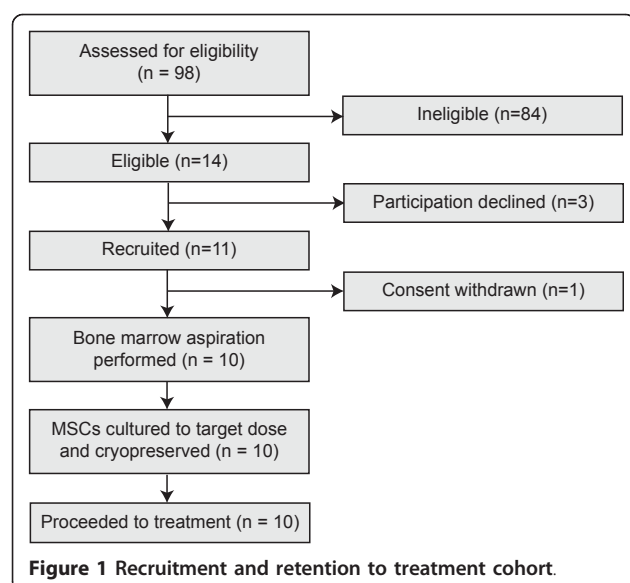 Assessed for eligibility
(n = 98)
Ineligible (n=84)
Eligible (n=14)
Participation declined (n=3)
Recruited (n=11)
Consent withdrawn (n=1)
Bone marrow aspiration
performed (n = 10)
MSCs cultured to target dose
and cryopreserved (n = 10)
Proceeded to treatment (n = 10)
Figure 1 Recruitment and retention to treatment cohort.